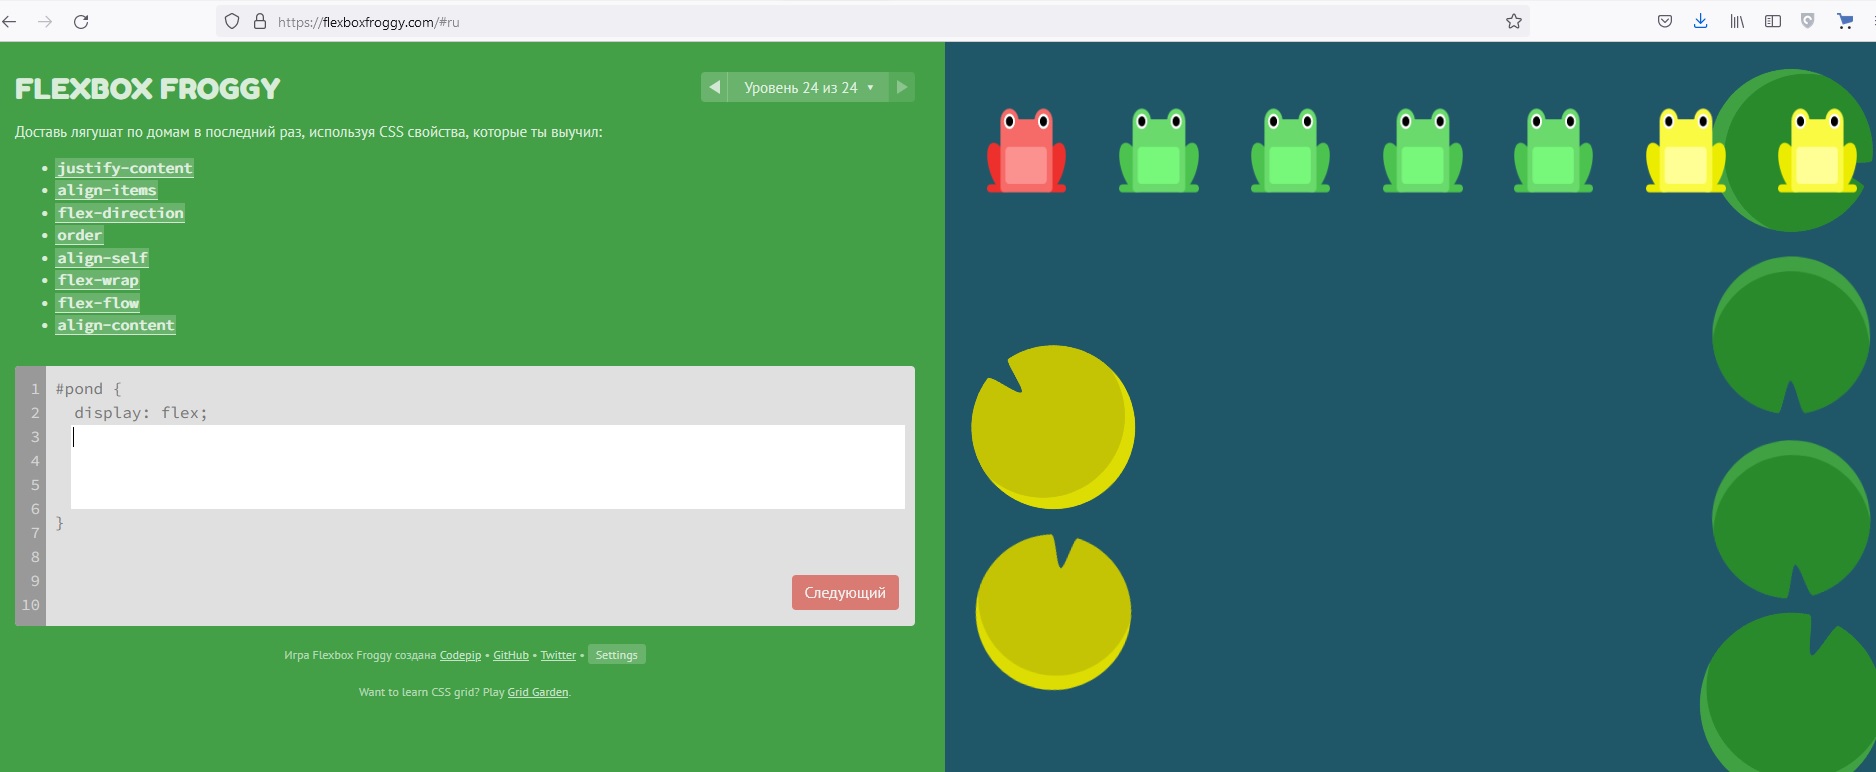 https://flexboxfroggy.com/#ru
FLEXBOX FROGGY
Уровень 24 из 24
Доставь лягушат по домам в последний раз, используя CSS свойства, которые ты выучил:
justify-content
align-items
flex-direction
order
align-self
flex-wrap
flex-flow
align-content
1 #pond {
2 display: flex;
3
4
5
6
7 }
8
9
10
Следующий
Игра Flexbox Froggy создана Codepip • GitHub • Twitter • Settings
Want to learn CSS grid? Play Grid Garden.